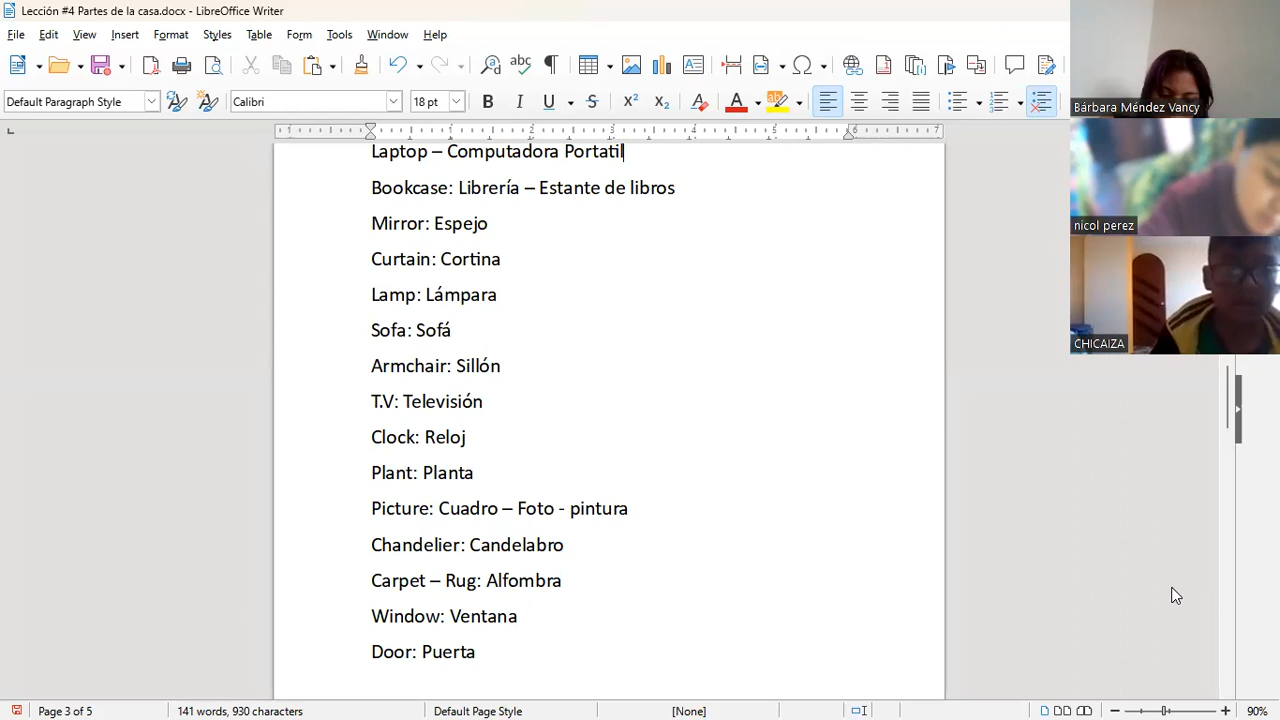 Lección #4 Partes de la casa.docx - LibreOffice Writer
File Edit View Insert Format Styles Table Form Tools Window Help
Default Paragraph Style Calibri 18 pt
Laptop – Computadora Portatil
Bookcase: Librería – Estante de libros
Mirror: Espejo
Curtain: Cortina
Lamp: Lámpara
Sofa: Sofá
Armchair: Sillón
T.V: Televisión
Clock: Reloj
Plant: Planta
Picture: Cuadro – Foto - pintura
Chandelier: Candelabro
Carpet – Rug: Alfombra
Window: Ventana
Door: Puerta
Bárbara Méndez Vancy
nicol perez
CHICAIZA
Page 3 of 5 141 words, 930 characters Default Page Style [None] 90%